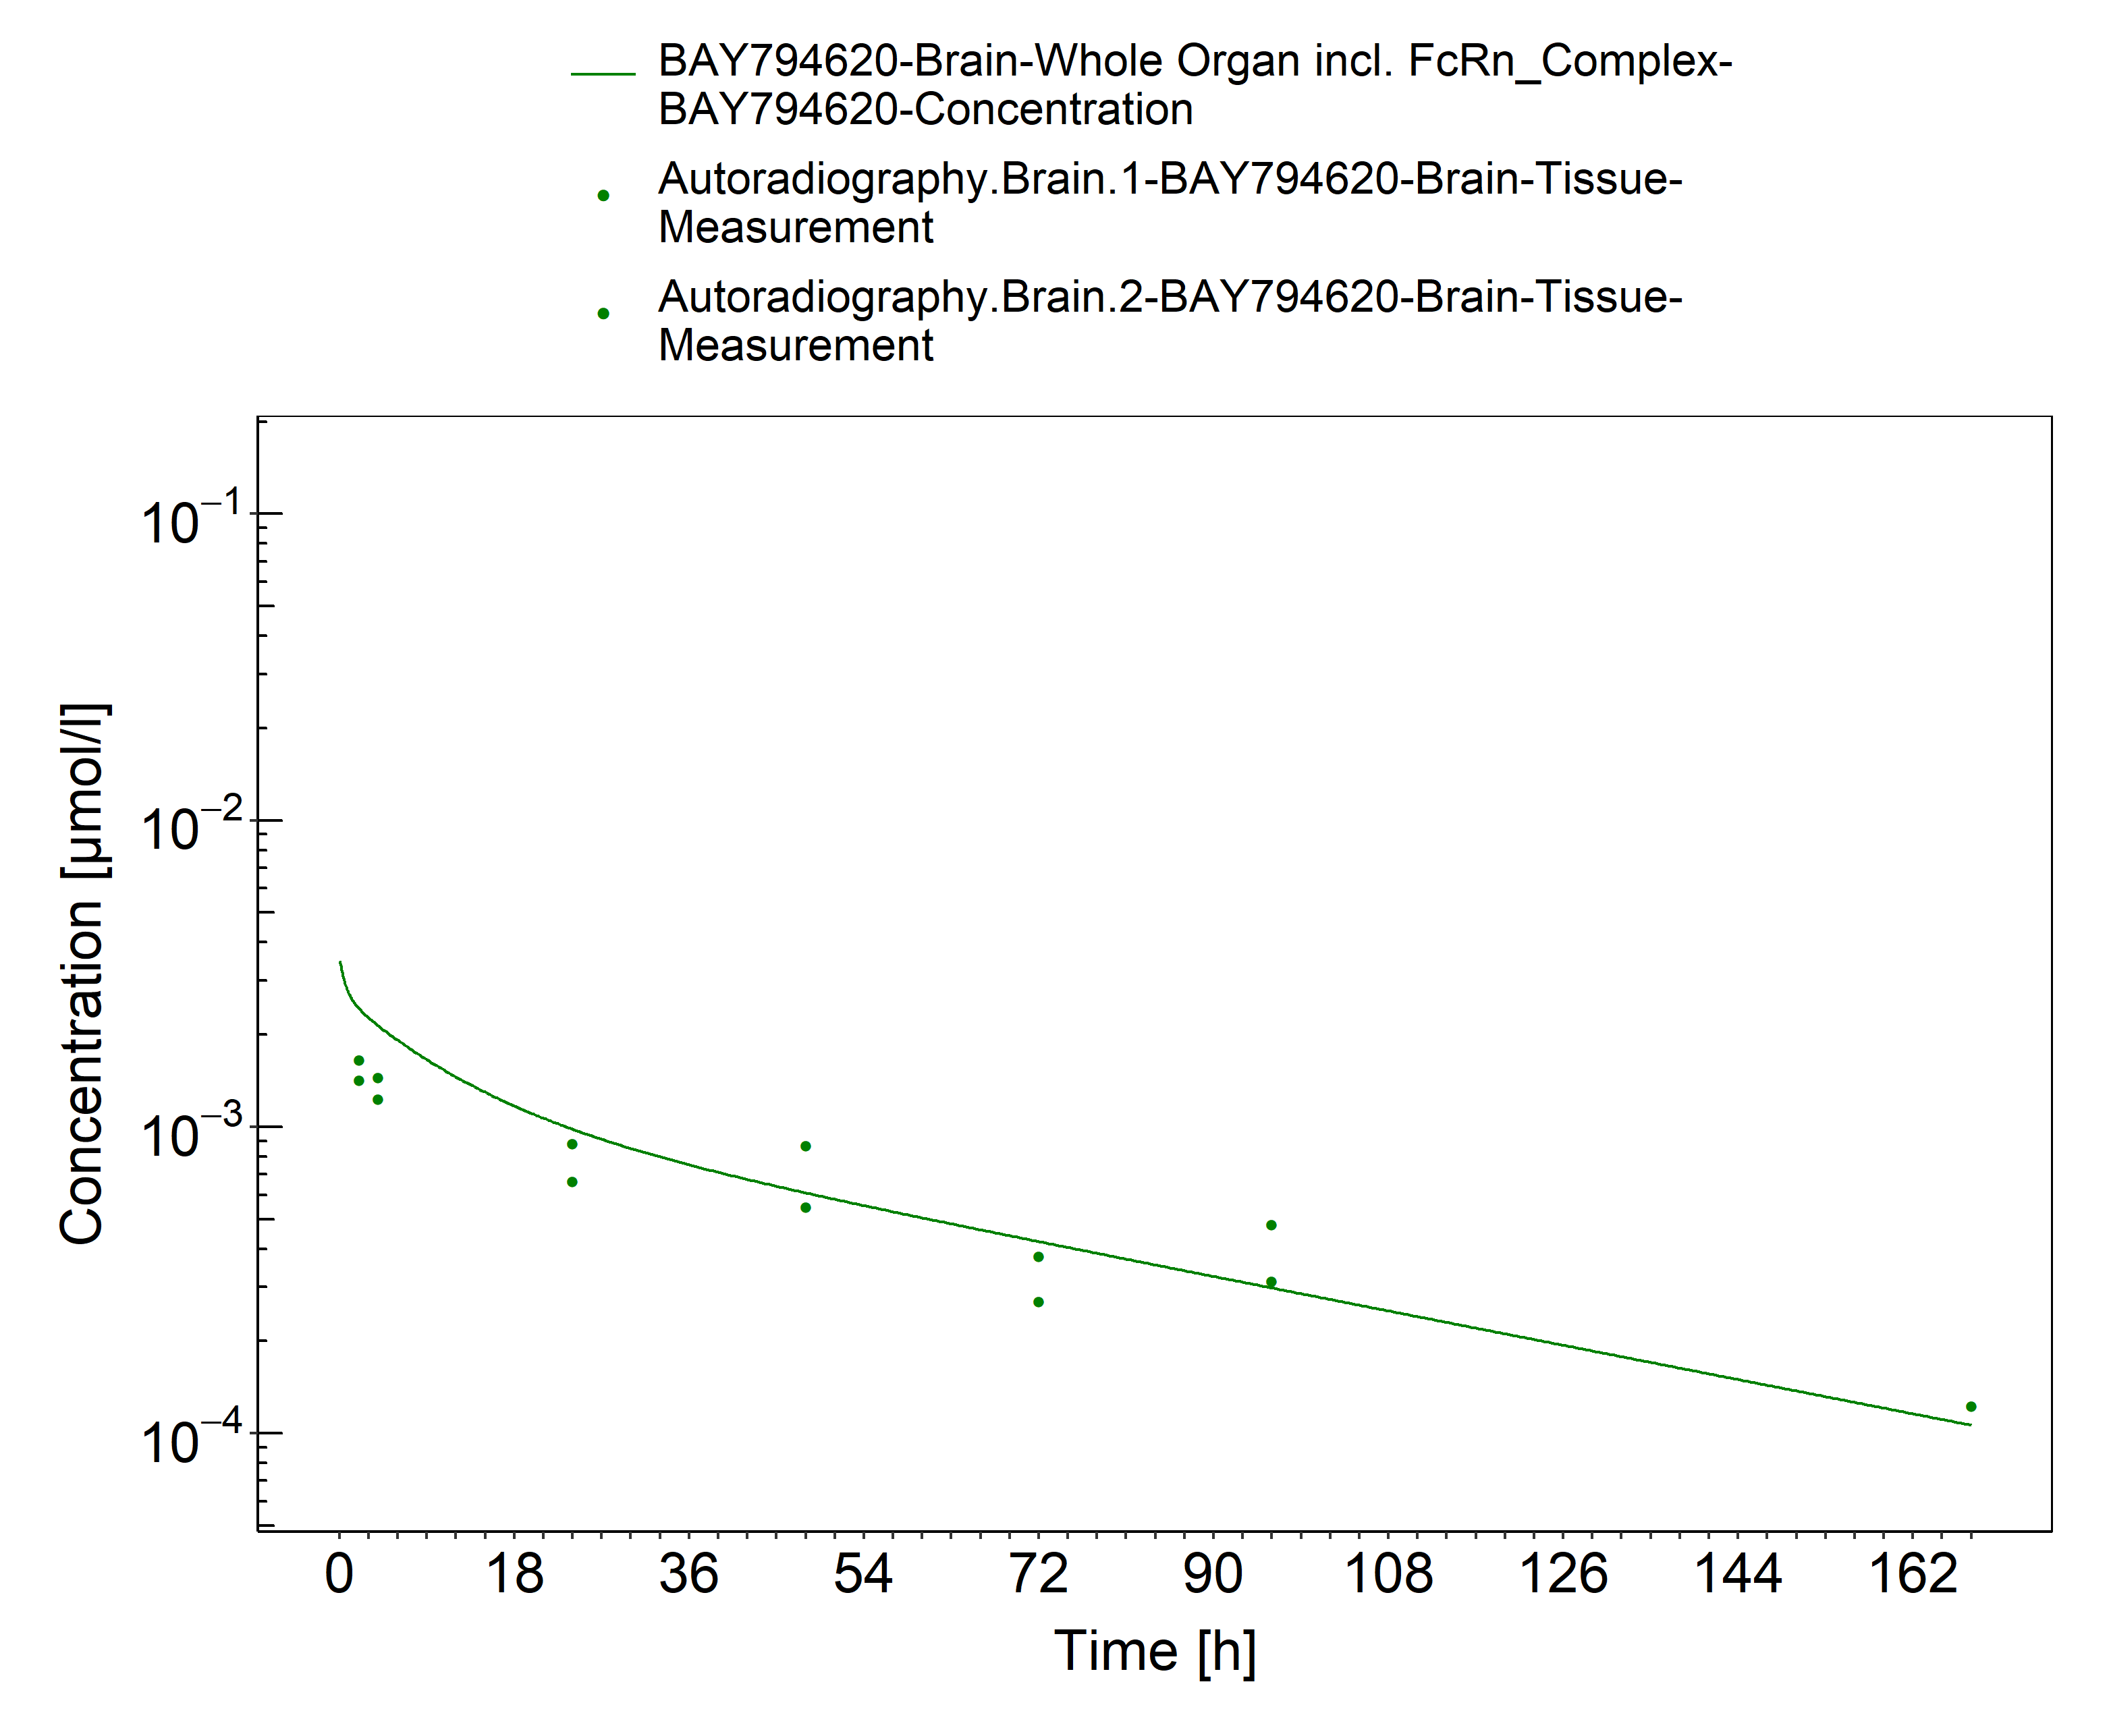 BAY794620-Brain-Whole Organ incl. FcRn_Complex-
BAY794620-Concentration
Autoradiography.Brain.1-BAY794620-Brain-Tissue-
Measurement
Autoradiography.Brain.2-BAY794620-Brain-Tissue-
Measurement
10⁻¹
10⁻²
10⁻³
10⁻⁴
Concentration [µmol/l]
0 18 36 54 72 90 108 126 144 162
Time [h]